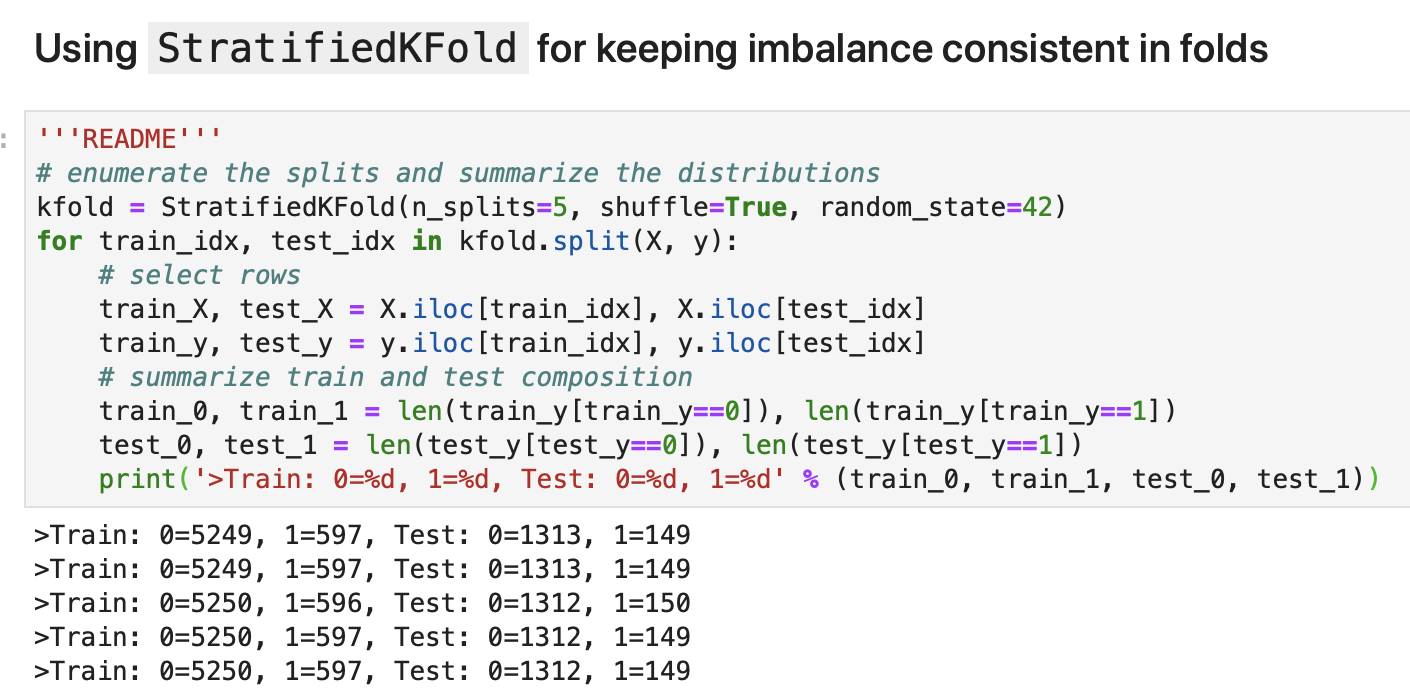 Using StratifiedKFold for keeping imbalance consistent in folds
:
'''README'''
# enumerate the splits and summarize the distributions
kfold = StratifiedKFold(n_splits=5, shuffle=True, random_state=42)
for train_idx, test_idx in kfold.split(X, y):
    # select rows
    train_X, test_X = X.iloc[train_idx], X.iloc[test_idx]
    train_y, test_y = y.iloc[train_idx], y.iloc[test_idx]
    # summarize train and test composition
    train_0, train_1 = len(train_y[train_y==0]), len(train_y[train_y==1])
    test_0, test_1 = len(test_y[test_y==0]), len(test_y[test_y==1])
    print('>Train: 0=%d, 1=%d, Test: 0=%d, 1=%d' % (train_0, train_1, test_0, test_1))
>Train: 0=5249, 1=597, Test: 0=1313, 1=149
>Train: 0=5249, 1=597, Test: 0=1313, 1=149
>Train: 0=5250, 1=596, Test: 0=1312, 1=150
>Train: 0=5250, 1=597, Test: 0=1312, 1=149
>Train: 0=5250, 1=597, Test: 0=1312, 1=149